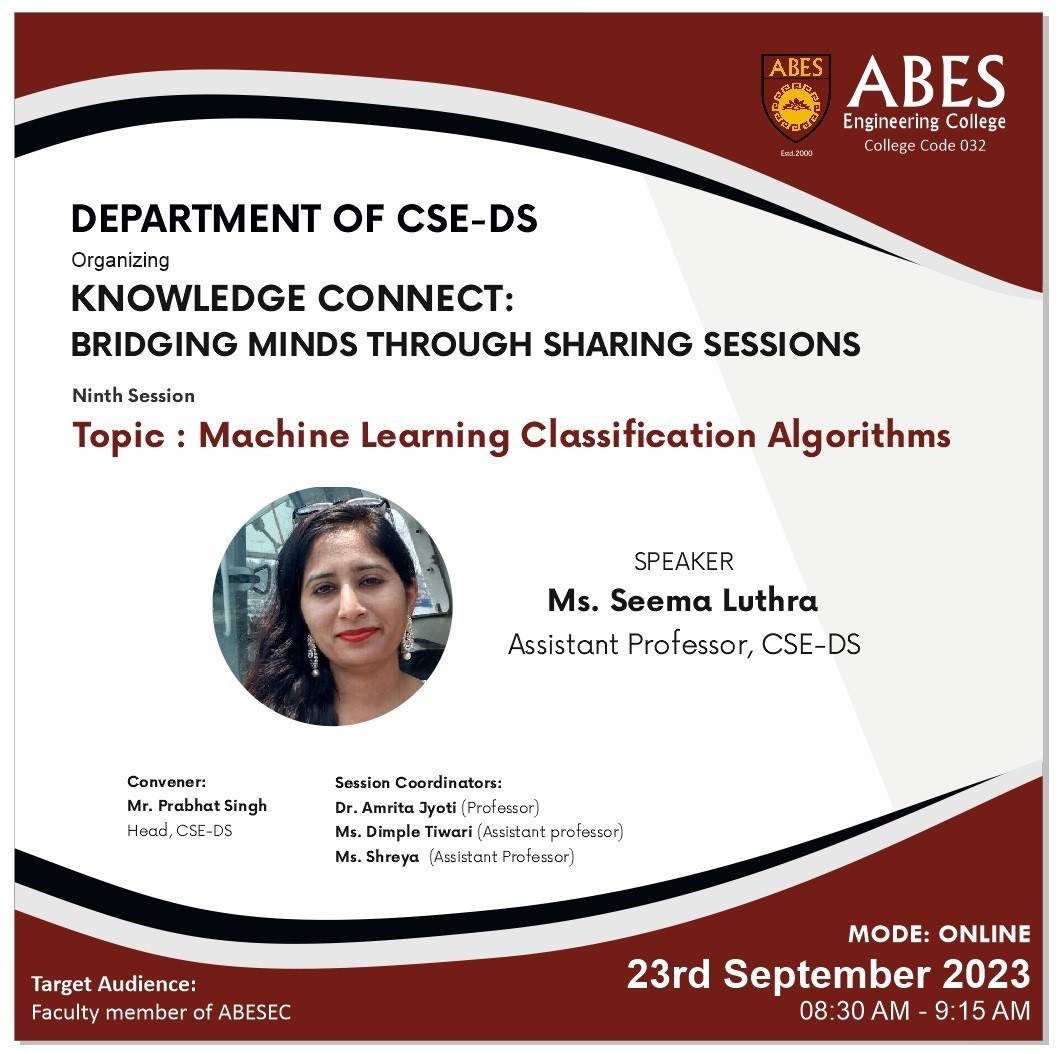 ABES
Estd.2000
ABES
Engineering College
College Code 032
DEPARTMENT OF CSE-DS
Organizing
KNOWLEDGE CONNECT:
BRIDGING MINDS THROUGH SHARING SESSIONS
Ninth Session
Topic : Machine Learning Classification Algorithms
SPEAKER
Ms. Seema Luthra
Assistant Professor, CSE-DS
Convener:
Mr. Prabhat Singh
Head, CSE-DS
Session Coordinators:
Dr. Amrita Jyoti (Professor)
Ms. Dimple Tiwari (Assistant professor)
Ms. Shreya (Assistant Professor)
Target Audience:
Faculty member of ABESEC
MODE: ONLINE
23rd September 2023
08:30 AM - 9:15 AM